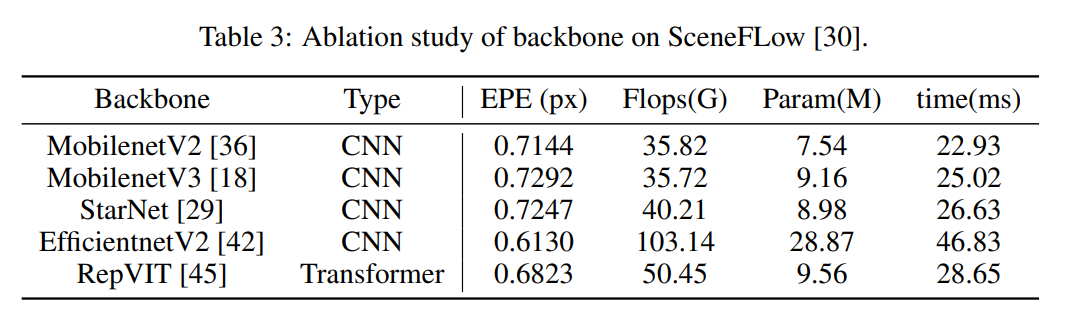 Table 3: Ablation study of backbone on SceneFLow [30].
Backbone Type EPE (px) Flops(G) Param(M) time(ms)
MobilenetV2 [36] CNN 0.7144 35.82 7.54 22.93
MobilenetV3 [18] CNN 0.7292 35.72 9.16 25.02
StarNet [29] CNN 0.7247 40.21 8.98 26.63
EfficientnetV2 [42] CNN 0.6130 103.14 28.87 46.83
RepVIT [45] Transformer 0.6823 50.45 9.56 28.65